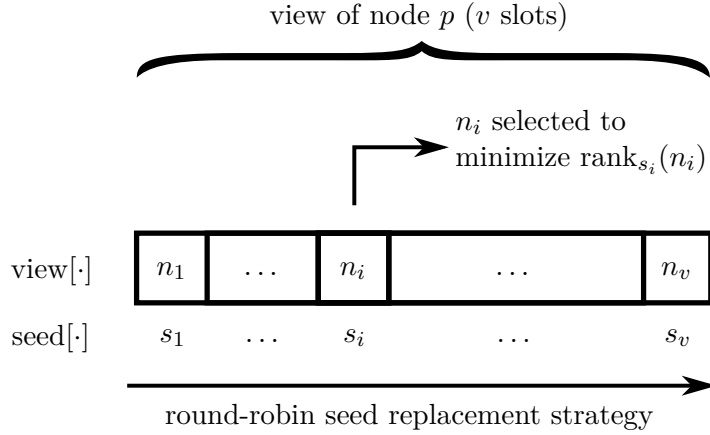 view of node p (v slots)
n_i selected to
minimize rank_{s_i}(n_i)
view[·] n_1 ... n_i ... n_v
seed[·] s_1 ... s_i ... s_v
round-robin seed replacement strategy